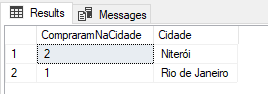 Results Messages
CompraramNaCidade Cidade
1 2 Niterói
2 1 Rio de Janeiro